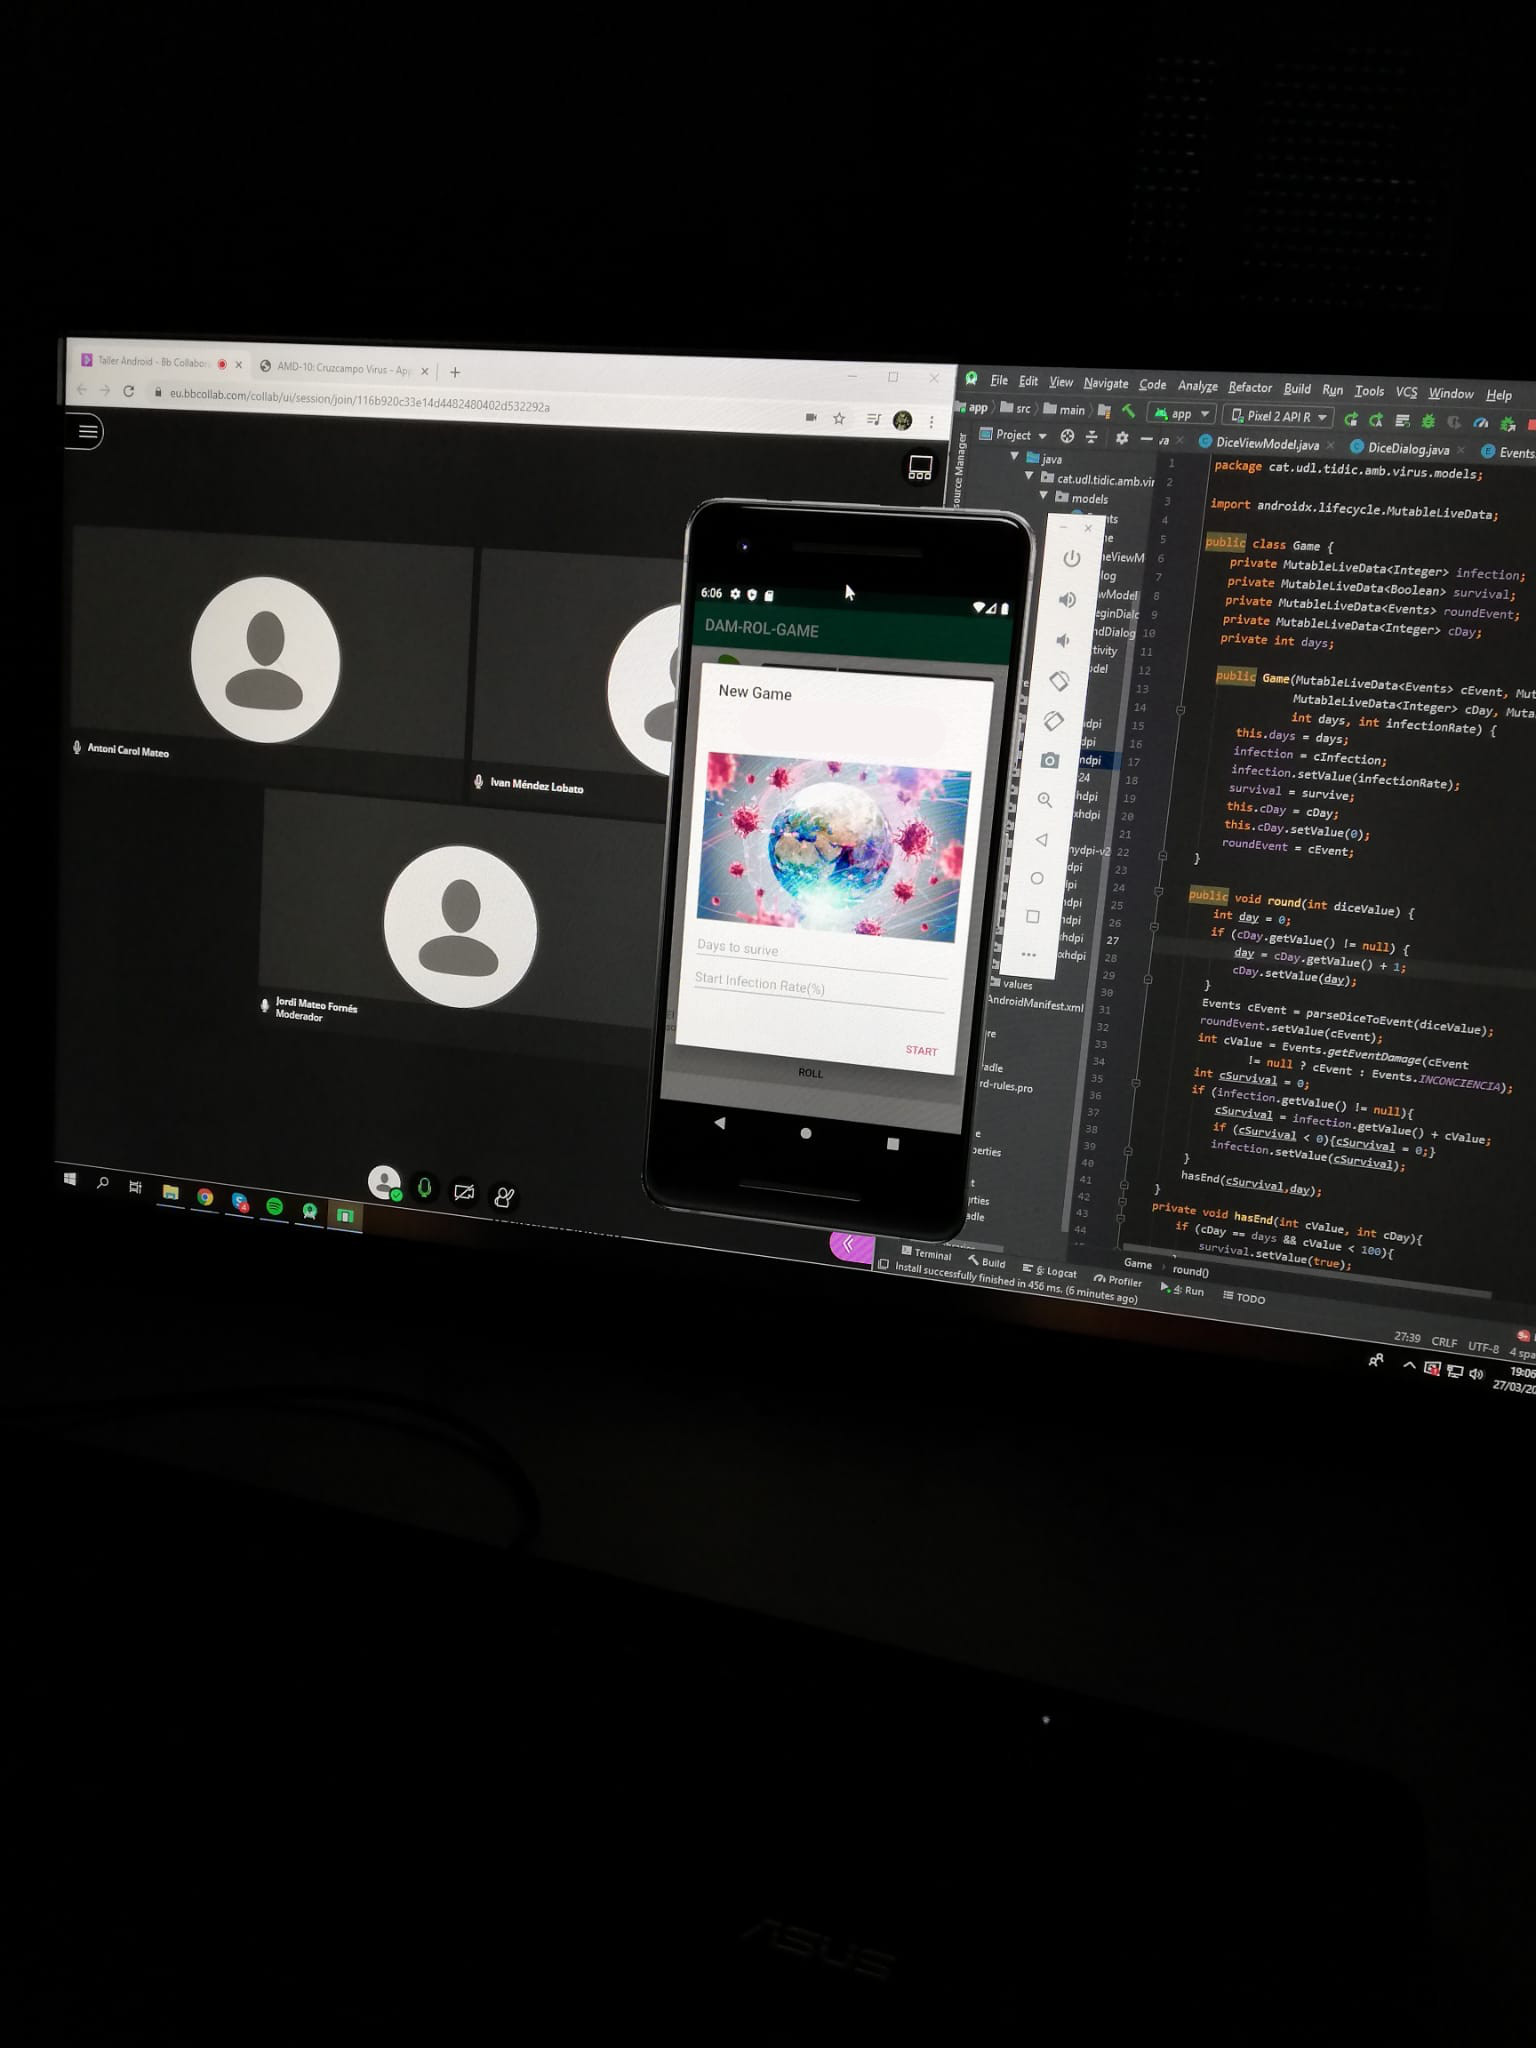 Taller Android - Bb Collabor
AMD-10: Cruzcampo Virus - App
eu.bbcollab.com/collab/ui/session/join/116b920c33e14d4482480402d532292a
Antoni Carol Mateo
Ivan Méndez Lobato
Jordi Mateo Fornés
Moderador
6:06
DAM-ROL-GAME
New Game
Days to surive
Start Infection Rate(%)
START
ROLL
File Edit View Navigate Code Analyze Refactor Build Run Tools VCS Window Help
app src main app Pixel 2 API R
Project
DiceViewModel.java DiceDialog.java Events
java
cat.udl.tidic.amb.vir
models
values
AndroidManifest.xml
rd-rules.pro
package cat.udl.tidic.amb.virus.models;
import androidx.lifecycle.MutableLiveData;
public class Game {
private MutableLiveData<Integer> infection;
private MutableLiveData<Boolean> survival;
private MutableLiveData<Events> roundEvent;
private MutableLiveData<Integer> cDay;
private int days;
public Game(MutableLiveData<Events> cEvent, Mut
MutableLiveData<Integer> cDay, Muta
int days, int infectionRate) {
this.days = days;
infection = cInfection;
infection.setValue(infectionRate);
survival = survive;
this.cDay = cDay;
this.cDay.setValue(0);
roundEvent = cEvent;
}
public void round(int diceValue) {
int day = 0;
if (cDay.getValue() != null) {
day = cDay.getValue() + 1;
cDay.setValue(day);
}
Events cEvent = parseDiceToEvent(diceValue);
roundEvent.setValue(cEvent);
int cValue = Events.getEventDamage(cEvent
!= null ? cEvent : Events.INCONCIENCIA);
int cSurvival = 0;
if (infection.getValue() != null){
cSurvival = infection.getValue() + cValue;
if (cSurvival < 0){cSurvival = 0;}
infection.setValue(cSurvival);
}
hasEnd(cSurvival,day);
}
private void hasEnd(int cValue, int cDay){
if (cDay == days && cValue < 100){
survival.setValue(true);
Game round()
Terminal Build 6: Logcat Profiler 4: Run TODO
Install successfully finished in 456 ms. (6 minutes ago)
27:39 CRLF UTF-8 4 spa
19:06
27/03/20
ASUS